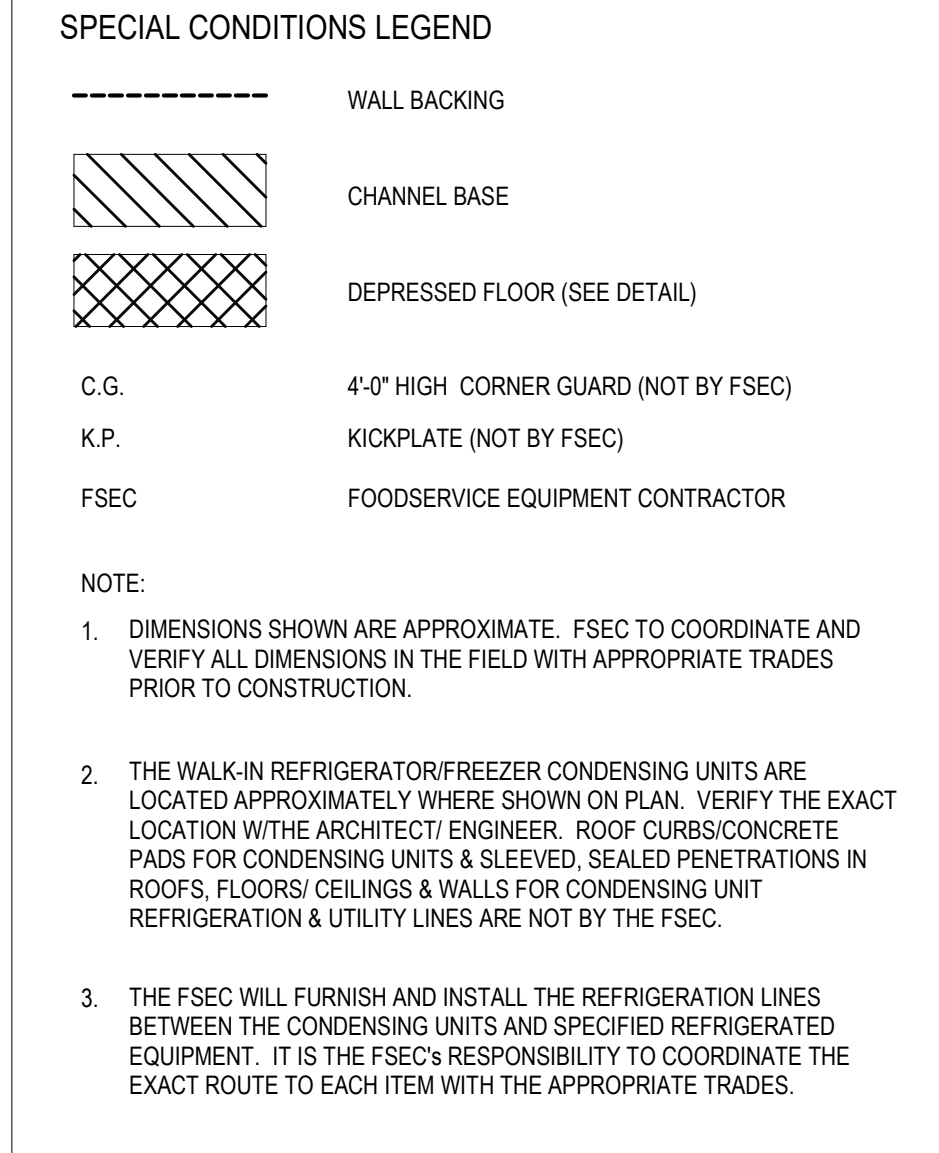 SPECIAL CONDITIONS LEGEND
WALL BACKING
CHANNEL BASE
DEPRESSED FLOOR (SEE DETAIL)
C.G. 4'-0" HIGH CORNER GUARD (NOT BY FSEC)
K.P. KICKPLATE (NOT BY FSEC)
FSEC FOODSERVICE EQUIPMENT CONTRACTOR
NOTE:
1. DIMENSIONS SHOWN ARE APPROXIMATE. FSEC TO COORDINATE AND
VERIFY ALL DIMENSIONS IN THE FIELD WITH APPROPRIATE TRADES
PRIOR TO CONSTRUCTION.
2. THE WALK-IN REFRIGERATOR/FREEZER CONDENSING UNITS ARE
LOCATED APPROXIMATELY WHERE SHOWN ON PLAN. VERIFY THE EXACT
LOCATION W/THE ARCHITECT/ ENGINEER. ROOF CURBS/CONCRETE
PADS FOR CONDENSING UNITS & SLEEVED, SEALED PENETRATIONS IN
ROOFS, FLOORS/ CEILINGS & WALLS FOR CONDENSING UNIT
REFRIGERATION & UTILITY LINES ARE NOT BY THE FSEC.
3. THE FSEC WILL FURNISH AND INSTALL THE REFRIGERATION LINES
BETWEEN THE CONDENSING UNITS AND SPECIFIED REFRIGERATED
EQUIPMENT. IT IS THE FSEC's RESPONSIBILITY TO COORDINATE THE
EXACT ROUTE TO EACH ITEM WITH THE APPROPRIATE TRADES.